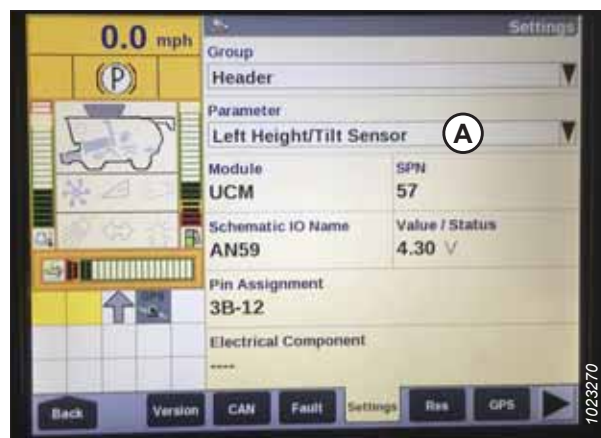 0.0 mph
Settings
(P)
Group
Header
Parameter
Left Height/Tilt Sensor
A
Module
SPN
UCM
57
Schematic IO Name
Value / Status
AN59
4.30 V
Pin Assignment
3B-12
GPS
Electrical Component
----
Back
Version
CAN
Fault
Settings
Res
GPS
1023270